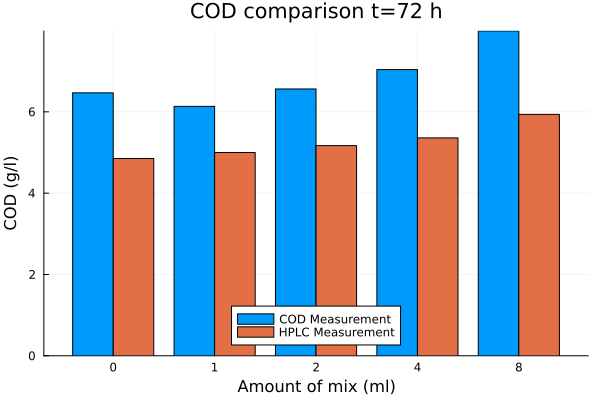 COD comparison t=72 h
COD (g/l)
6
4
2
0
COD Measurement
HPLC Measurement
0 1 2 4 8
Amount of mix (ml)